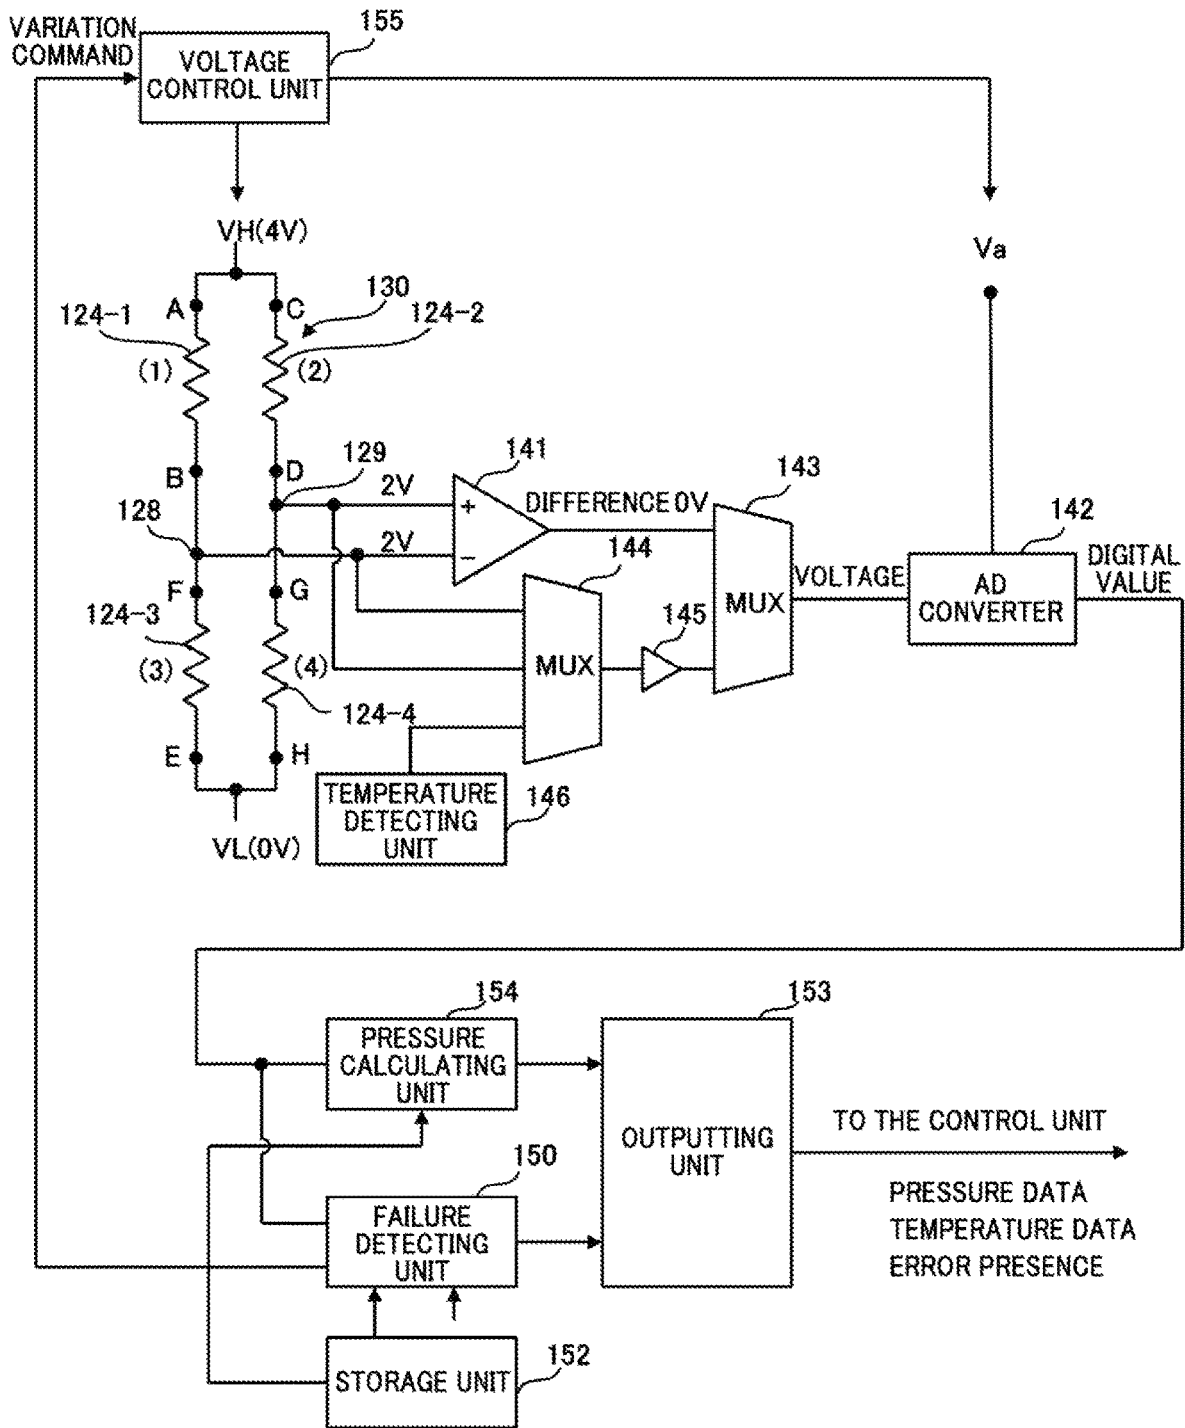 VARIATION
COMMAND
155
VOLTAGE
CONTROL UNIT
VH(4V)
Va
A
C
130
124-1
124-2
(1)
(2)
B
D
129
141
143
2V
DIFFERENCE 0V
128
+
2V
−
144
142
VOLTAGE
DIGITAL
VALUE
AD
CONVERTER
F
G
124-3
MUX
145
(3)
(4)
MUX
124-4
E
H
VL(0V)
TEMPERATURE
DETECTING
UNIT
146
154
153
PRESSURE
CALCULATING
UNIT
TO THE CONTROL UNIT
OUTPUTTING
UNIT
150
PRESSURE DATA
TEMPERATURE DATA
ERROR PRESENCE
FAILURE
DETECTING
UNIT
152
STORAGE UNIT